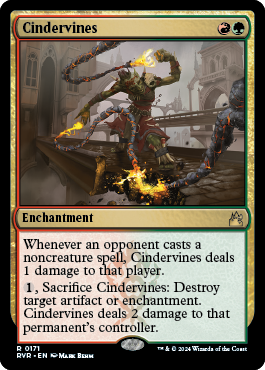 Cindervines
Enchantment
Whenever an opponent casts a
noncreature spell, Cindervines deals
1 damage to that player.
1, Sacrifice Cindervines: Destroy
target artifact or enchantment.
Cindervines deals 2 damage to that
permanent's controller.
R 0171
RVR • EN Mark Behm
™ & © 2024 Wizards of the Coast